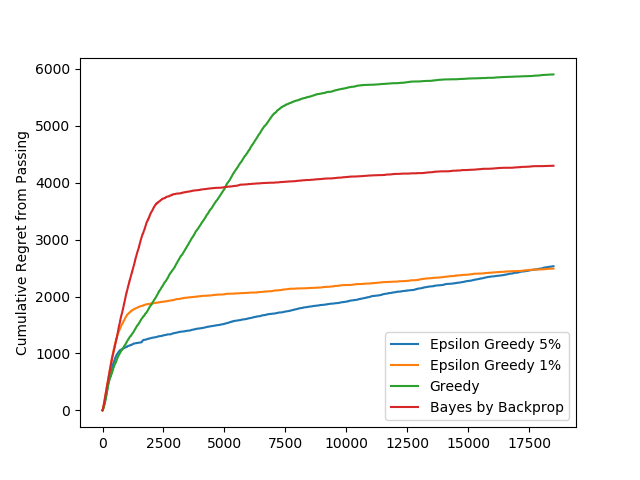 Cumulative Regret from Passing
6000
5000
4000
3000
2000
1000
0
0 2500 5000 7500 10000 12500 15000 17500
Epsilon Greedy 5%
Epsilon Greedy 1%
Greedy
Bayes by Backprop